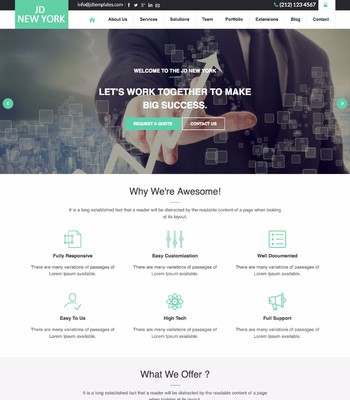 info@jdtemplates.com
(212) 123 4567
JD
NEW YORK
About Us Services Solutions Team Portfolio Extensions Blog Contact
WELCOME TO THE JD NEW YORK
LET'S WORK TOGETHER TO MAKE
BIG SUCCESS.
REQUEST A QUOTE CONTACT US
Why We're Awesome!
It is a long established fact that a reader will be distracted by the readable content of a page when looking
at its layout.
Fully Responsive Easy Customization Well Documented
There are many variations of passages of There are many variations of passages of There are many variations of passages of
Lorem Ipsum available. Lorem Ipsum available. Lorem Ipsum available.
Easy To Us High Tech Full Support
There are many variations of passages of There are many variations of passages of There are many variations of passages of
Lorem Ipsum available. Lorem Ipsum available. Lorem Ipsum available.
What We Offer ?
It is a long established fact that a reader will be distracted by the readable content of a page when looking